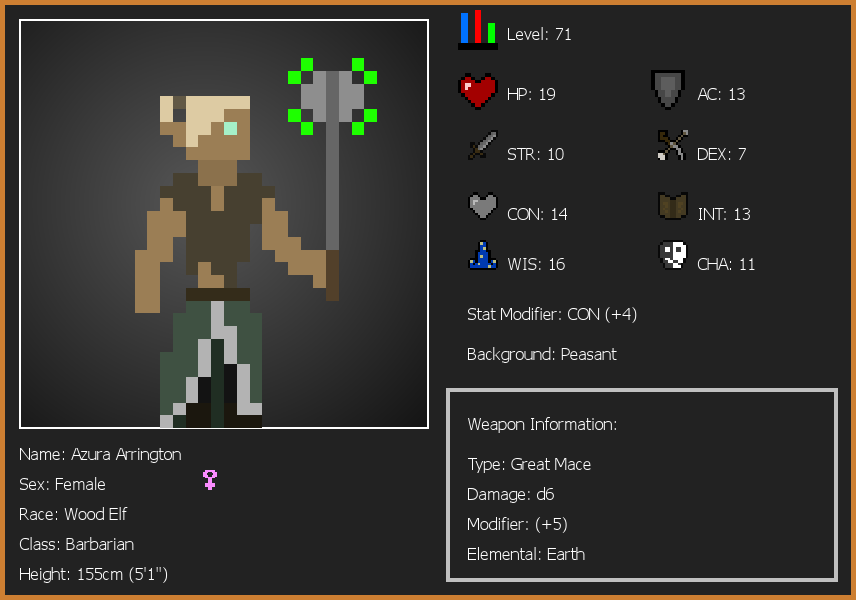 Level: 71
HP: 19
AC: 13
STR: 10
DEX: 7
CON: 14
INT: 13
WIS: 16
CHA: 11
Stat Modifier: CON (+4)
Background: Peasant
Weapon Information:
Type: Great Mace
Damage: d6
Modifier: (+5)
Elemental: Earth
Name: Azura Arrington
Sex: Female
Race: Wood Elf
Class: Barbarian
Height: 155cm (5'1")